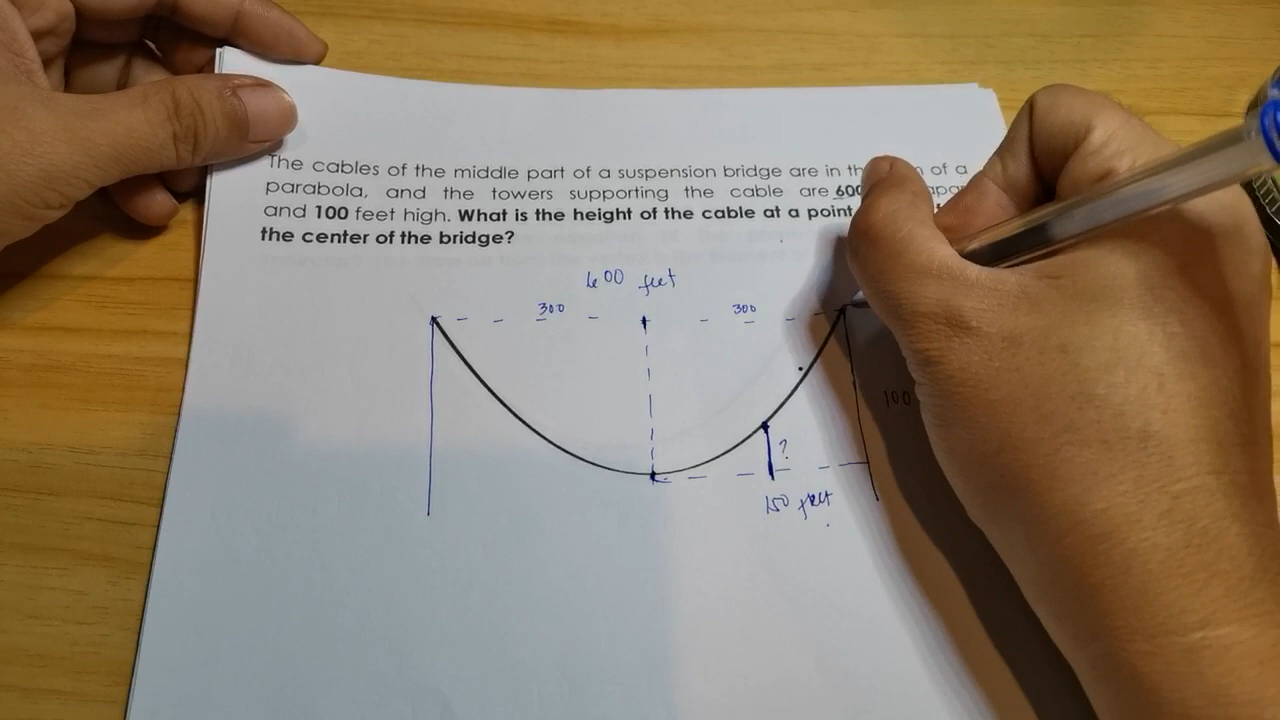 The cables of the middle part of a suspension bridge are in of a
parabola, and the towers supporting the cable are 600
and 100 feet high. What is the height of the cable at a point
the center of the bridge?
600 feet
300 300
100
?
150 feet